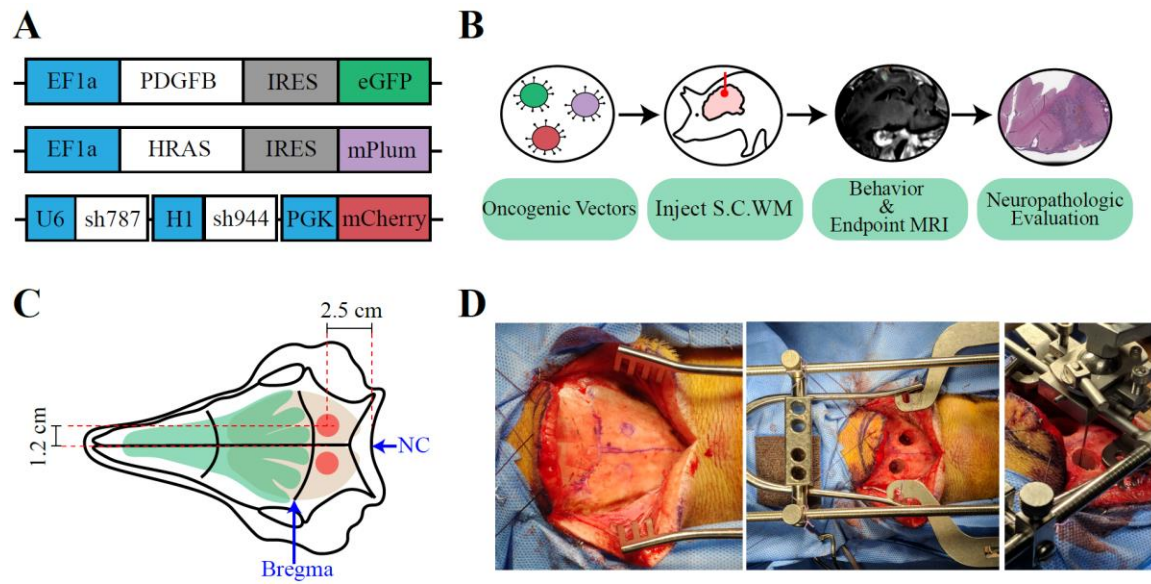 A
EF1a PDGFB IRES eGFP
EF1a HRAS IRES mPlum
U6 sh787 H1 sh944 PGK mCherry
B
Oncogenic Vectors
Inject S.C.WM
Behavior
&
Endpoint MRI
Neuropathologic
Evaluation
C
2.5 cm
1.2 cm
NC
Bregma
D